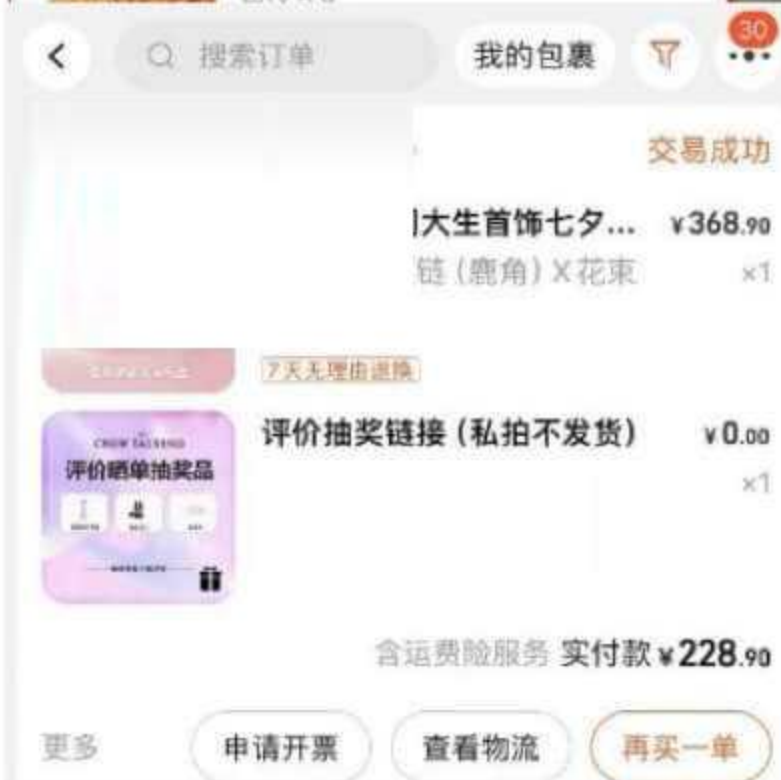 30
搜索订单
我的包裹
交易成功
大生首饰七夕... ¥368.90
链(鹿角)X花束 ×1
7天无理由退换
评价抽奖链接(私拍不发货) ¥0.00
×1
评价晒单抽奖品
含运费险服务 实付款¥228.90
更多
申请开票
查看物流
再买一单